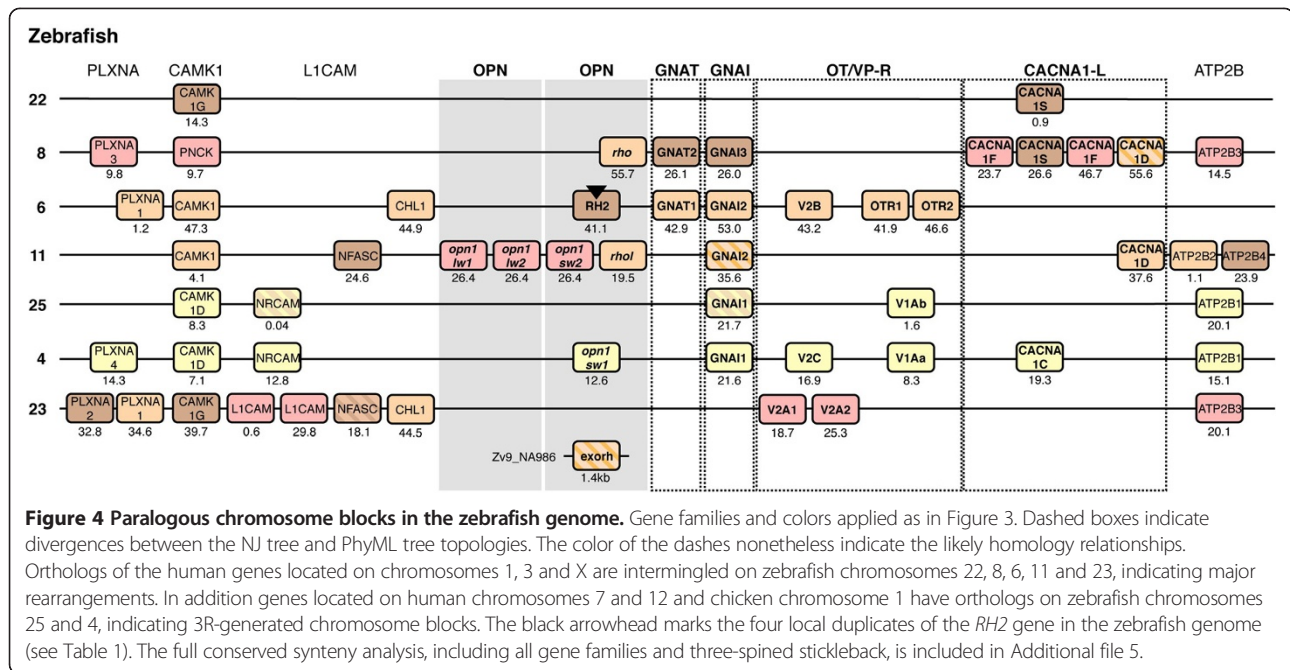 Zebrafish
PLXNA CAMK1 L1CAM OPN OPN GNAT GNAI OT/VP-R CACNA1-L ATP2B
22 CAMK 1G CACNA 1S
14.3 0.9
8 PLXNA 3 PNCK rho GNAT2 GNAI3 CACNA 1F CACNA 1S CACNA 1F CACNA 1D ATP2B3
9.8 9.7 55.7 26.1 26.0 23.7 26.6 46.7 55.6 14.5
6 PLXNA 1 CAMK1 CHL1 RH2 GNAT1 GNAI2 V2B OTR1 OTR2
1.2 47.3 44.9 41.1 42.9 53.0 43.2 41.9 46.6
11 CAMK1 NFASC opn1 lw1 opn1 lw2 opn1 sw2 rhol GNAI2 CACNA 1D ATP2B2 ATP2B4
4.1 24.6 26.4 26.4 26.4 19.5 35.6 37.6 1.1 23.9
25 CAMK 1D NRCAM GNAI1 V1Ab ATP2B1
8.3 0.04 21.7 1.6 20.1
4 PLXNA 4 CAMK 1D NRCAM opn1 sw1 GNAI1 V2C V1Aa CACNA 1C ATP2B1
14.3 7.1 12.8 12.6 21.6 16.9 8.3 19.3 15.1
23 PLXNA 2 PLXNA 1 CAMK 1G L1CAM L1CAM NFASC CHL1 V2A1 V2A2 ATP2B3
32.8 34.6 39.7 0.6 29.8 18.1 44.5 18.7 25.3 20.1
Zv9_NA986 exorh
1.4kb
Figure 4 Paralogous chromosome blocks in the zebrafish genome. Gene families and colors applied as in Figure 3. Dashed boxes indicate
divergences between the NJ tree and PhyML tree topologies. The color of the dashes nonetheless indicate the likely homology relationships.
Orthologs of the human genes located on chromosomes 1, 3 and X are intermingled on zebrafish chromosomes 22, 8, 6, 11 and 23, indicating major
rearrangements. In addition genes located on human chromosomes 7 and 12 and chicken chromosome 1 have orthologs on zebrafish chromosomes
25 and 4, indicating 3R-generated chromosome blocks. The black arrowhead marks the four local duplicates of the RH2 gene in the zebrafish genome
(see Table 1). The full conserved synteny analysis, including all gene families and three-spined stickleback, is included in Additional file 5.